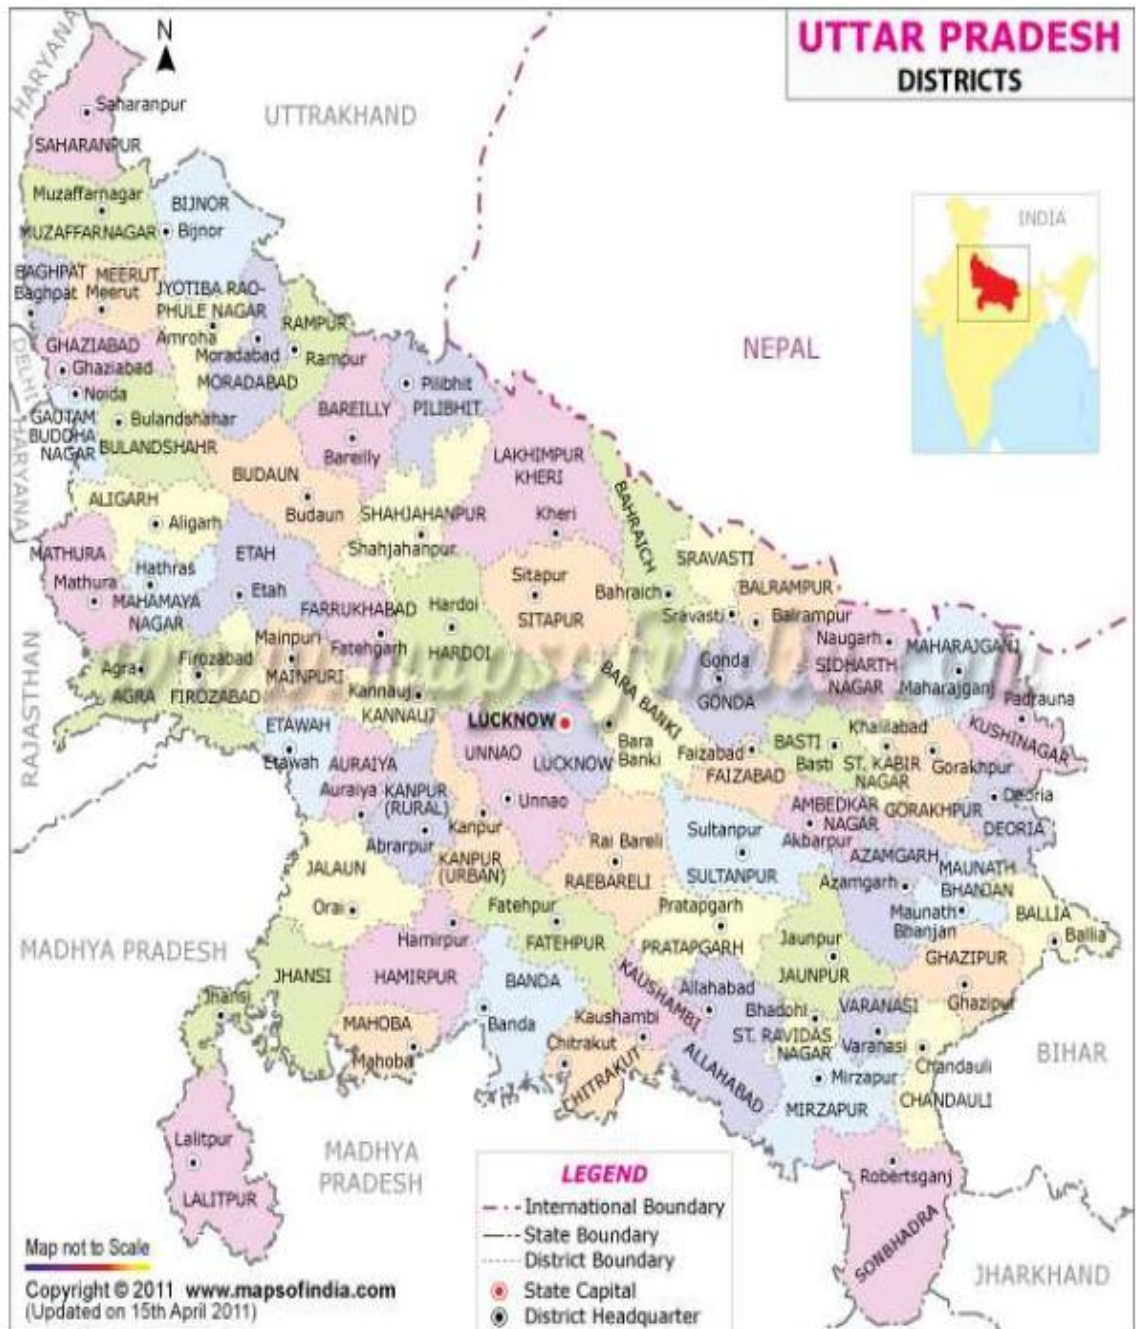 UTTAR PRADESH
DISTRICTS
N
HARYANA
UTTRAKHAND
Saharanpur
SAHARANPUR
Muzaffarnagar
MUZAFFARNAGAR
BIJNOR
Bijnor
INDIA
BAGHPAT
Baghpat
MEERUT
Meerut
JYOTIBA RAO-
PHULE NAGAR
Amroha
Moradabad
MORADABAD
RAMPUR
Rampur
NEPAL
DELHI
GHAZIABAD
Ghaziabad
Noida
GAUTAM
BUDDHA
NAGAR
Bulandshahar
BULANDSHAHR
HARYANA
BAREILLY
Bareilly
Pilibhit
PILIBHIT
BUDAUN
Budaun
LAKHIMPUR
KHERI
Kheri
ALIGARH
Aligarh
SHAHJAHANPUR
Shahjahanpur
BAHRAICH
Bahraich
SRAVASTI
Sravasti
BALRAMPUR
Balrampur
MATHURA
Mathura
Hathras
MAHAMAYA
NAGAR
ETAH
Etah
FARRUKHABAD
Fatehgarh
Hardoi
HARDOI
Sitapur
SITAPUR
Naugarh
SIDHARTH
NAGAR
MAHARAJGANJ
Maharajganj
RAJASTHAN
Agra
AGRA
Firozabad
FIROZABAD
Mainpuri
MAINPURI
Kannauj
KANNAUJ
www.mapsofindia.com
Gonda
GONDA
BARA BANKI
Bara
Banki
Padrauna
KUSHINAGAR
ETAWAH
Etawah
AURAIYA
Auraiya
LUCKNOW
LUCKNOW
UNNAO
Unnao
Faizabad
FAIZABAD
BASTI
Basti
Khalilabad
ST. KABIR
NAGAR
Gorakhpur
GORAKHPUR
Deoria
DEORIA
KANPUR
(RURAL)
Abrarpur
Kanpur
KANPUR
(URBAN)
Rai Bareli
RAEBARELI
Sultanpur
SULTANPUR
AMBEDKAR
NAGAR
Akbarpur
AZAMGARH
Azamgarh
MAUNATH
BHANJAN
Maunath
Bhanjan
BALLIA
Ballia
JALAUN
Orai
MADHYA PRADESH
Hamirpur
HAMIRPUR
Fatehpur
FATEHPUR
Pratapgarh
PRATAPGARH
Jaunpur
JAUNPUR
GHAZIPUR
Ghazipur
JHANSI
Jhansi
MAHOBA
Mahoba
BANDA
Banda
KAUSHAMBI
Kaushambi
Chitrakut
CHITRAKUT
Allahabad
ALLAHABAD
Bhadohi
ST. RAVIDAS
NAGAR
VARANASI
Varanasi
Mirzapur
MIRZAPUR
Chandauli
CHANDAULI
BIHAR
Lalitpur
LALITPUR
MADHYA
PRADESH
Robertsganj
SONBHADRA
JHARKHAND
LEGEND
International Boundary
State Boundary
District Boundary
State Capital
District Headquarter
Map not to Scale
Copyright © 2011 www.mapsofindia.com
(Updated on 15th April 2011)